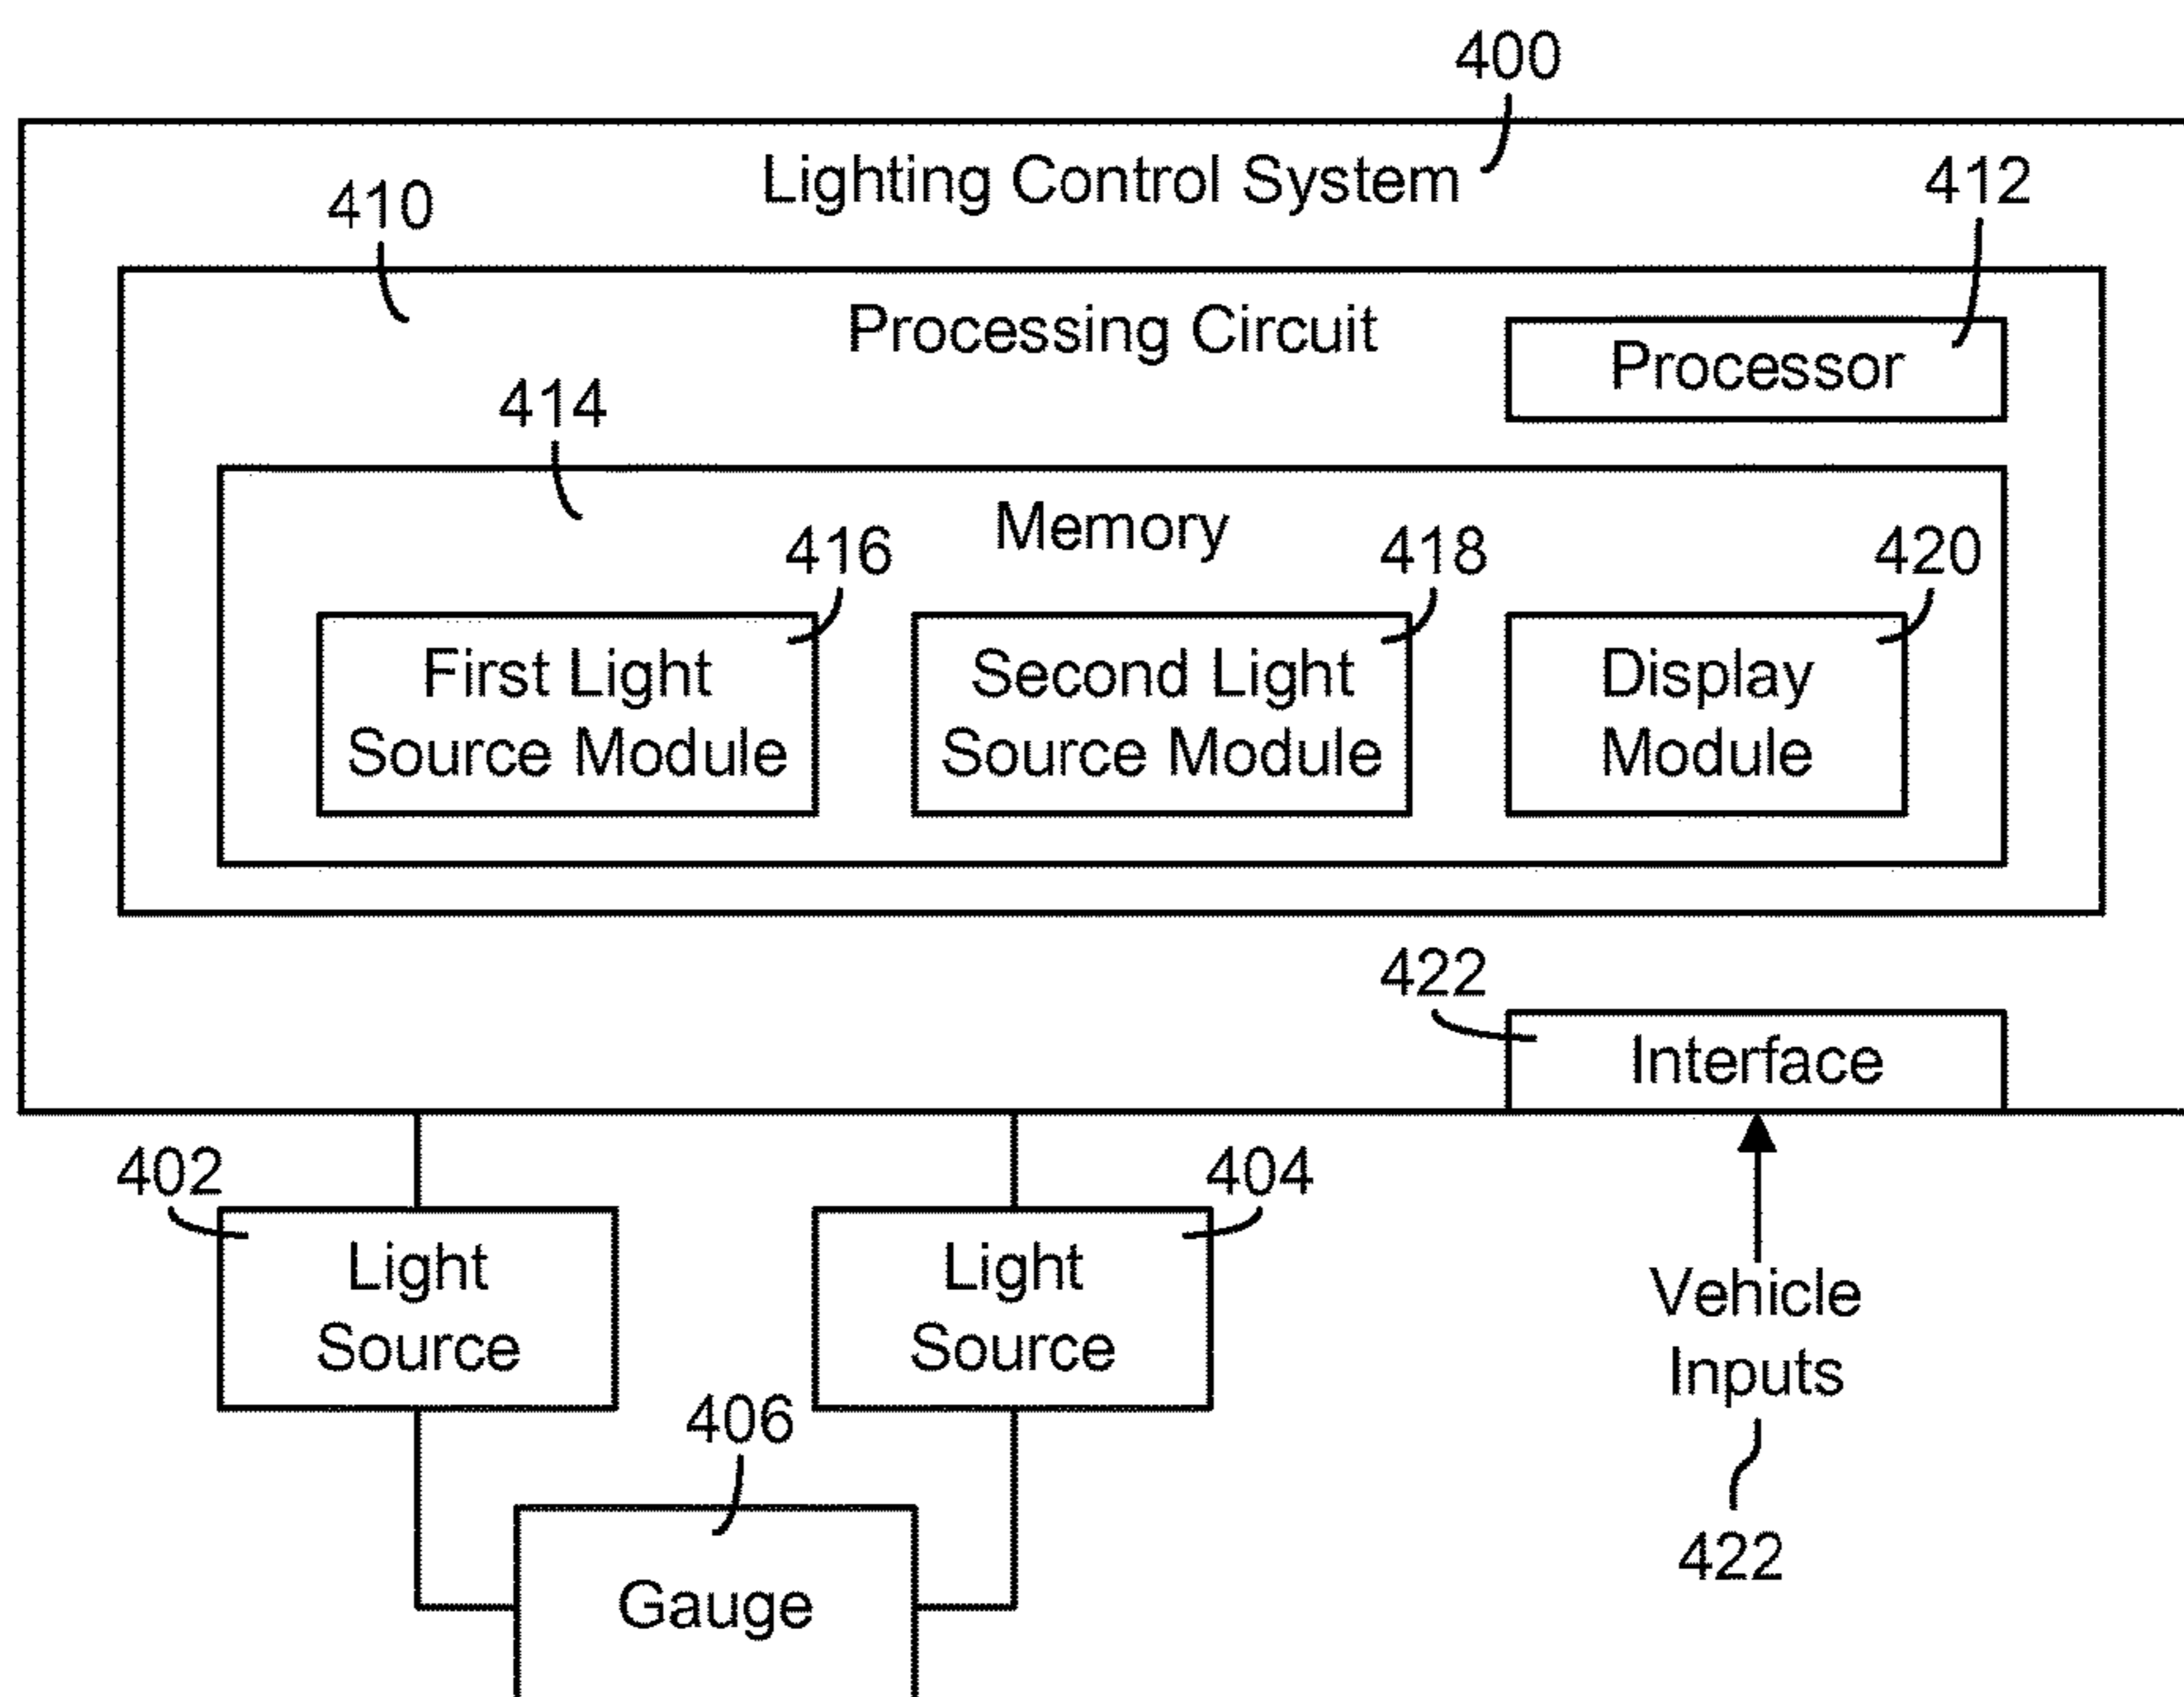 400
Lighting Control System
410
412
Processing Circuit
Processor
414
Memory
416
418
420
First Light
Source Module
Second Light
Source Module
Display
Module
422
Interface
402
404
Light
Source
Light
Source
Vehicle
Inputs
406
422
Gauge